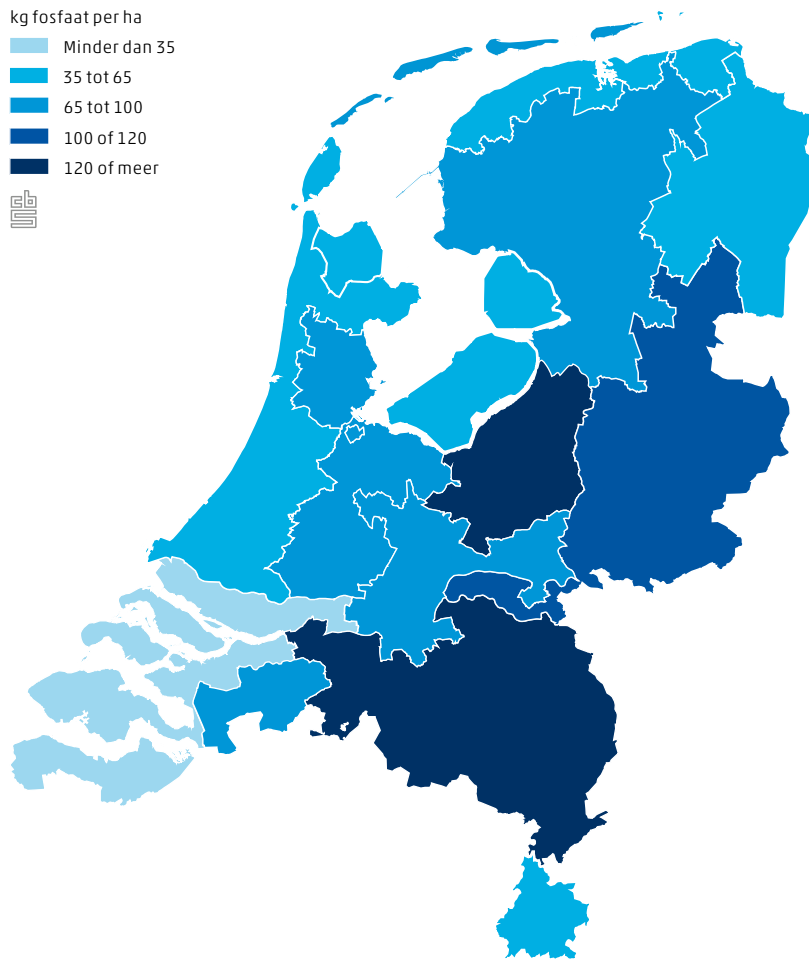 kg fosfaat per ha
Minder dan 35
35 tot 65
65 tot 100
100 of 120
120 of meer
cbs